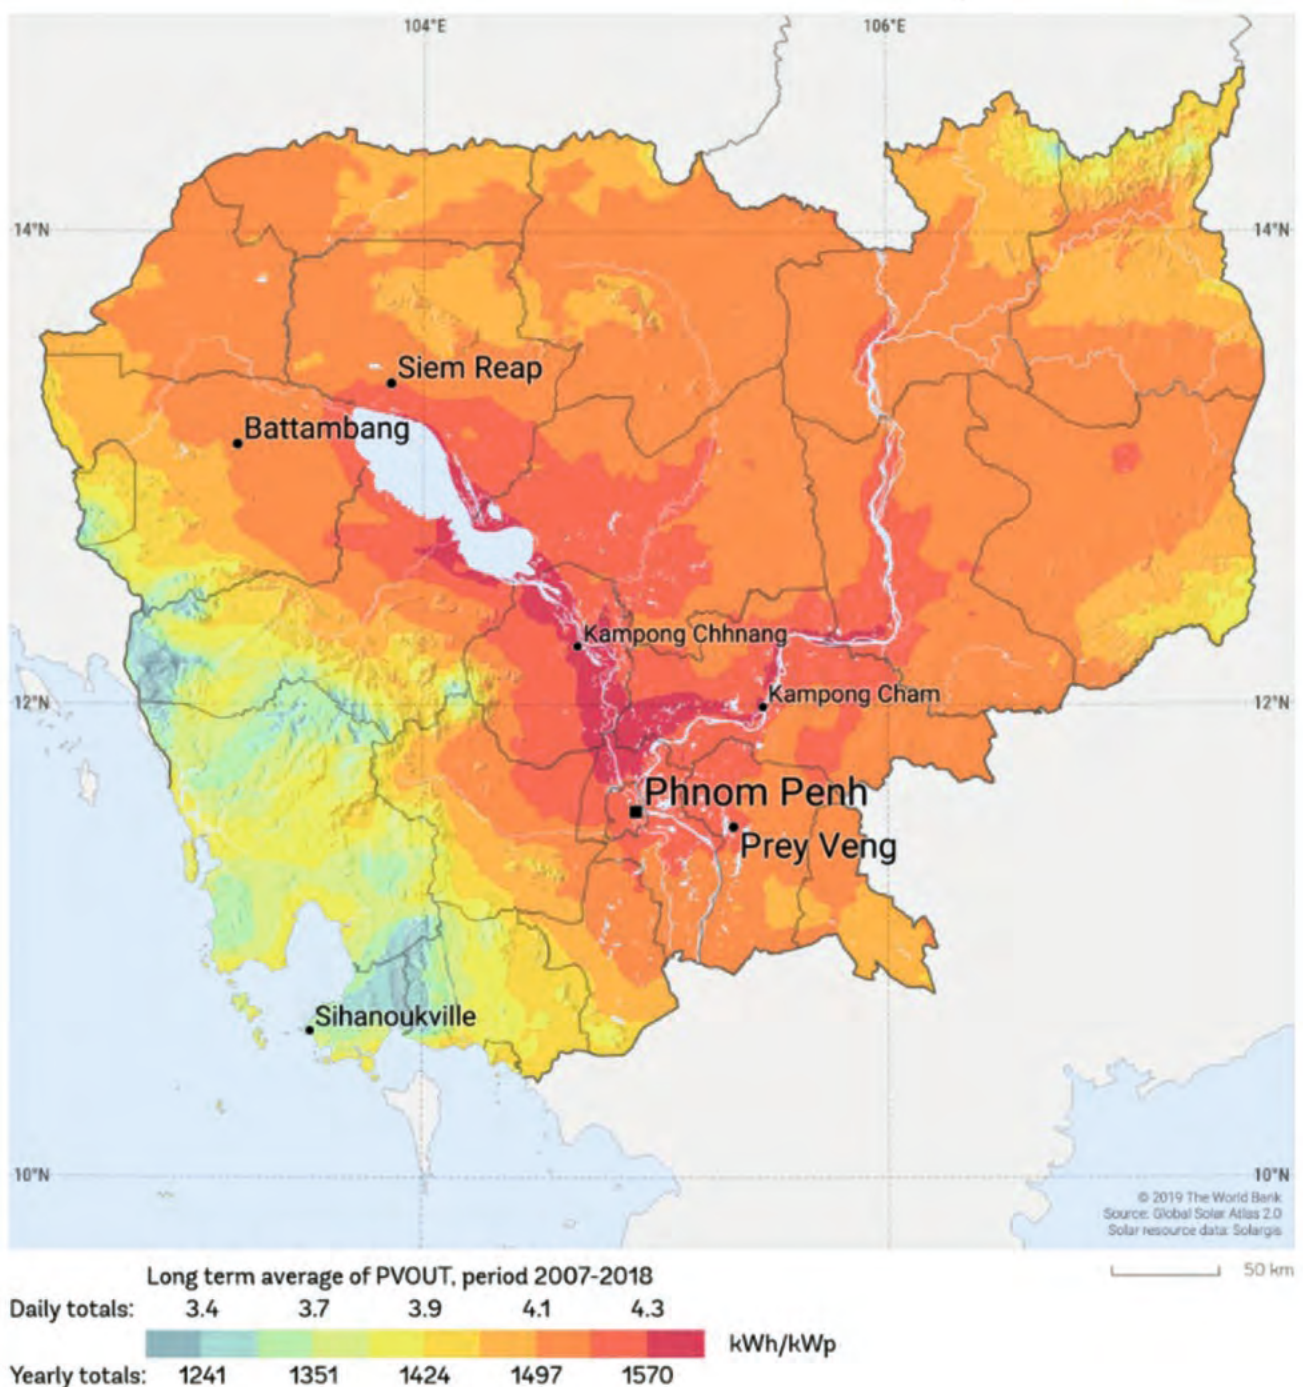 104°E 106°E
14°N 14°N
Siem Reap
Battambang
Kampong Chhnang
Kampong Cham
12°N 12°N
Phnom Penh
Prey Veng
Sihanoukville
10°N 10°N
© 2019 The World Bank
Source: Global Solar Atlas 2.0
Solar resource data: Solargis
50 km
Long term average of PVOUT, period 2007-2018
Daily totals: 3.4 3.7 3.9 4.1 4.3
kWh/kWp
Yearly totals: 1241 1351 1424 1497 1570